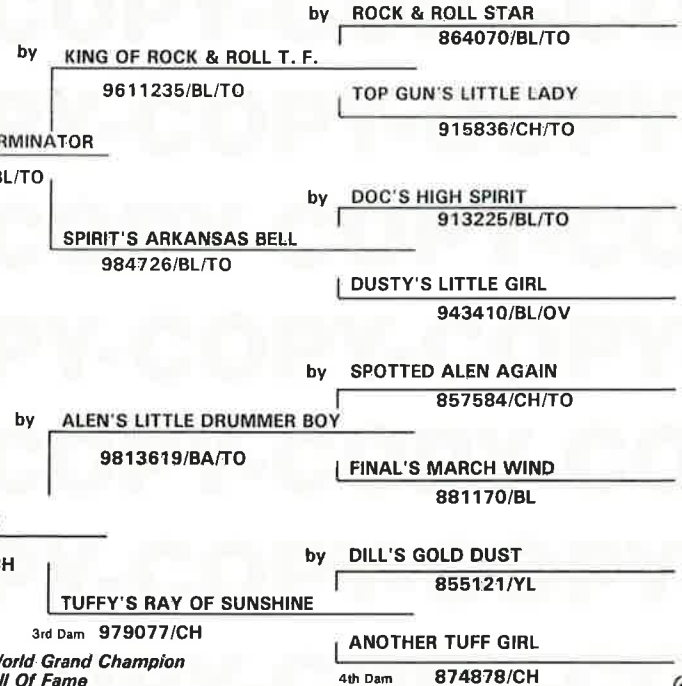 by ROCK & ROLL STAR
864070/BL/TO
by KING OF ROCK & ROLL T. F.
9611235/BL/TO
TOP GUN'S LITTLE LADY
915836/CH/TO
RMINATOR
BL/TO
by DOC'S HIGH SPIRIT
913225/BL/TO
SPIRIT'S ARKANSAS BELL
984726/BL/TO
DUSTY'S LITTLE GIRL
943410/BL/OV
by SPOTTED ALEN AGAIN
857584/CH/TO
by ALEN'S LITTLE DRUMMER BOY
9813619/BA/TO
FINAL'S MARCH WIND
881170/BL
by DILL'S GOLD DUST
CH
855121/YL
TUFFY'S RAY OF SUNSHINE
3rd Dam 979077/CH
ANOTHER TUFF GIRL
World Grand Champion
4th Dam 874878/CH
ll Of Fame